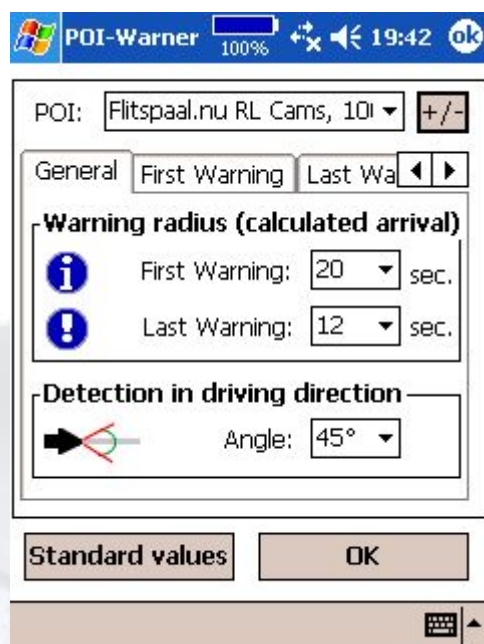 POI-Warner 100% 19:42 ok
POI: Flitspaal.nu RL Cams, 10 +/-
General First Warning Last Wa
Warning radius (calculated arrival)
First Warning: 20 sec.
Last Warning: 12 sec.
Detection in driving direction
Angle: 45°
Standard values OK